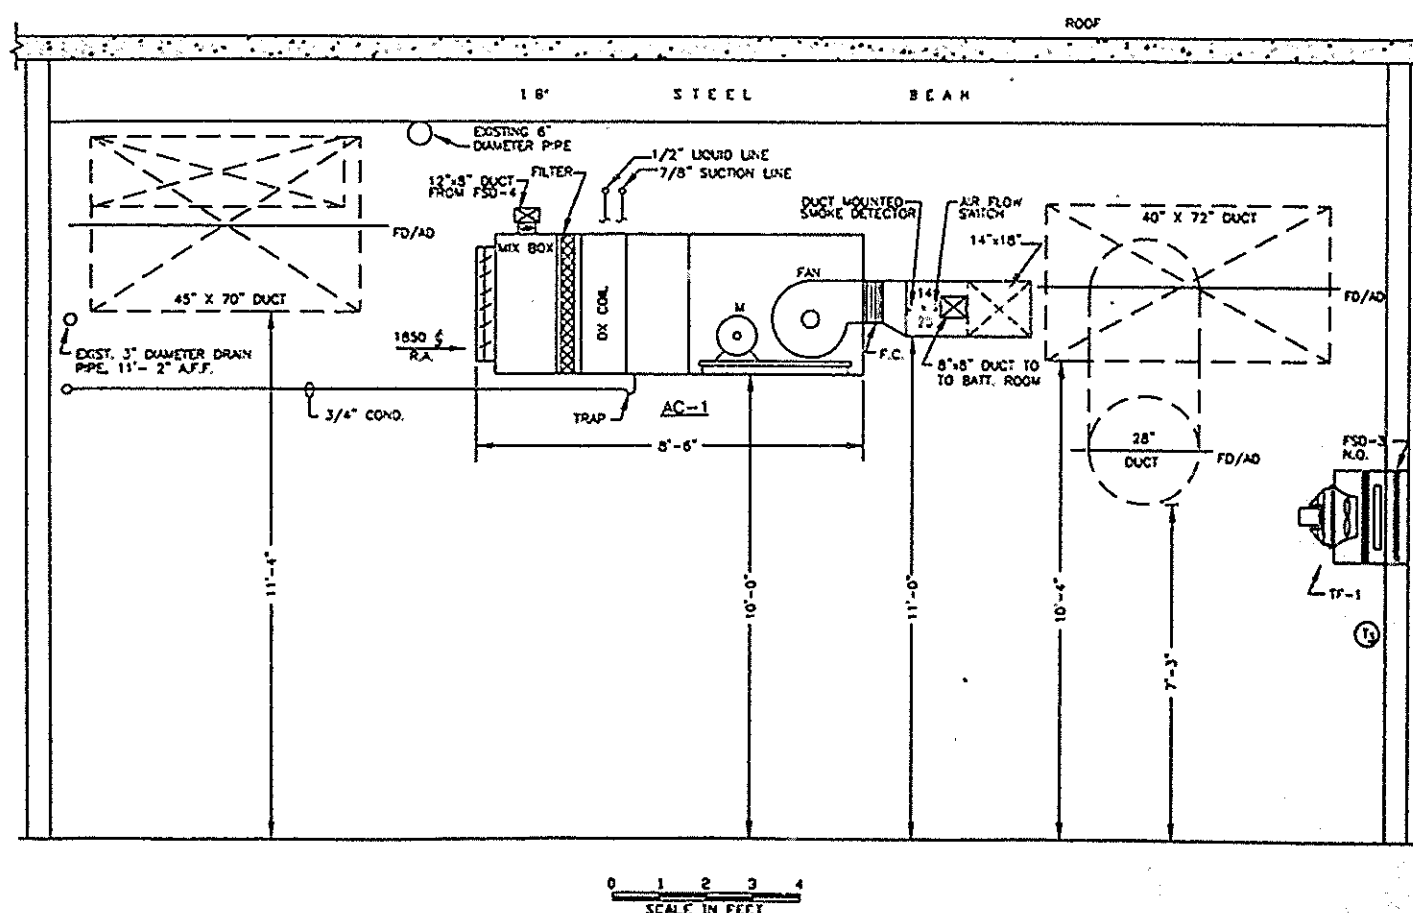 ROOF
16" STEEL BEAM
EXISTING 6"
DIAMETER PIPE
1/2" LIQUID LINE
7/8" SUCTION LINE
FILTER
12"x8" DUCT
FROM FSD-4
DUCT MOUNTED
SMOKE DETECTOR
AIR FLOW
SWITCH
14"x18"
40" X 72" DUCT
FD/AD
MIX BOX
DX COIL
FAN
M
45" X 70" DUCT
FD/AD
1850
R.A.
EXIST. 3" DIAMETER DRAIN
PIPE, 11'- 2" A.F.F.
F.C.
8"x8" DUCT TO
TO BATT. ROOM
3/4" COND.
TRAP
AC-1
8'-6"
28"
DUCT
FD/AD
FSD-3
N.O.
TF-1
11'-4"
10'-0"
11'-0"
10'-4"
7'-3"
0 1 2 3 4
SCALE IN FEET